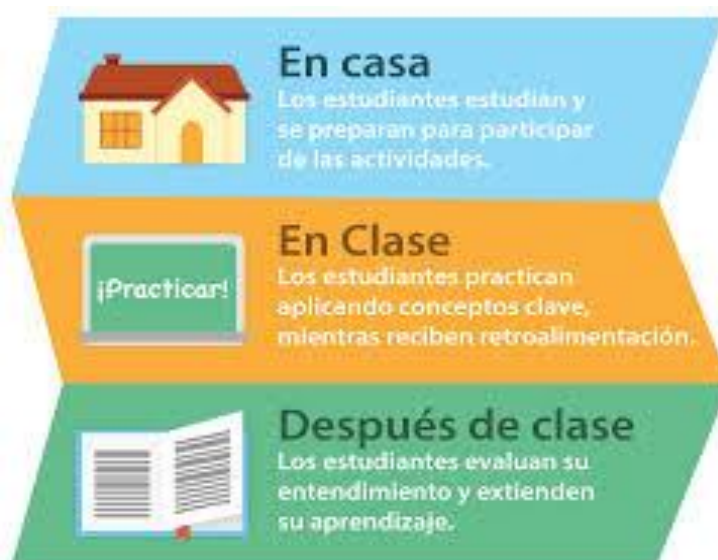 En casa
Los estudiantes estudian y
se preparan para participar
de las actividades.
En Clase
¡Practicar!
Los estudiantes practican
aplicando conceptos clave,
mientras reciben retroalimentación.
Después de clase
Los estudiantes evaluan su
entendimiento y extienden
su aprendizaje.